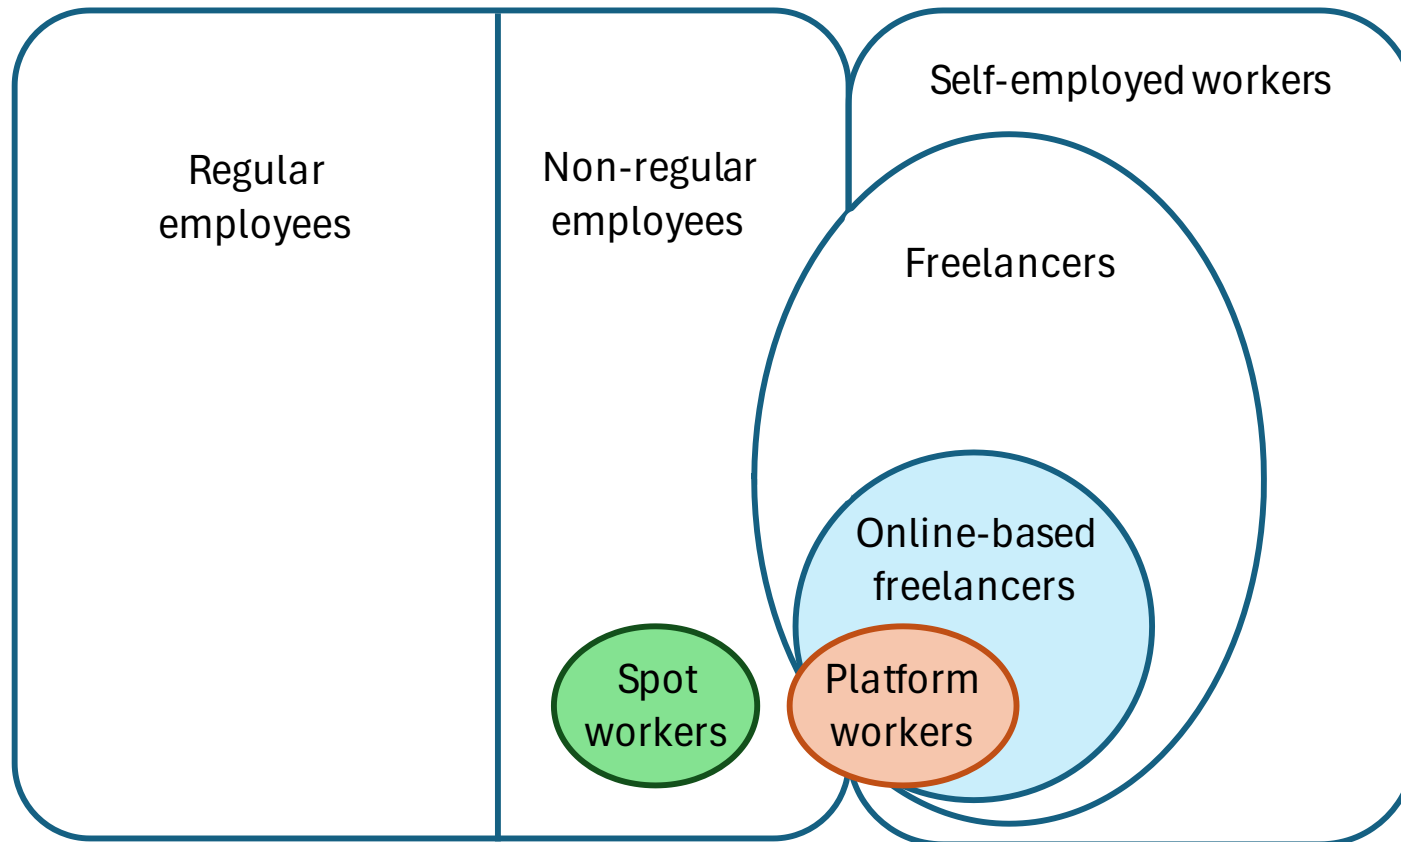 Self-employed workers
Regular
employees
Non-regular
employees
Freelancers
Online-based
freelancers
Spot
workers
Platform
workers